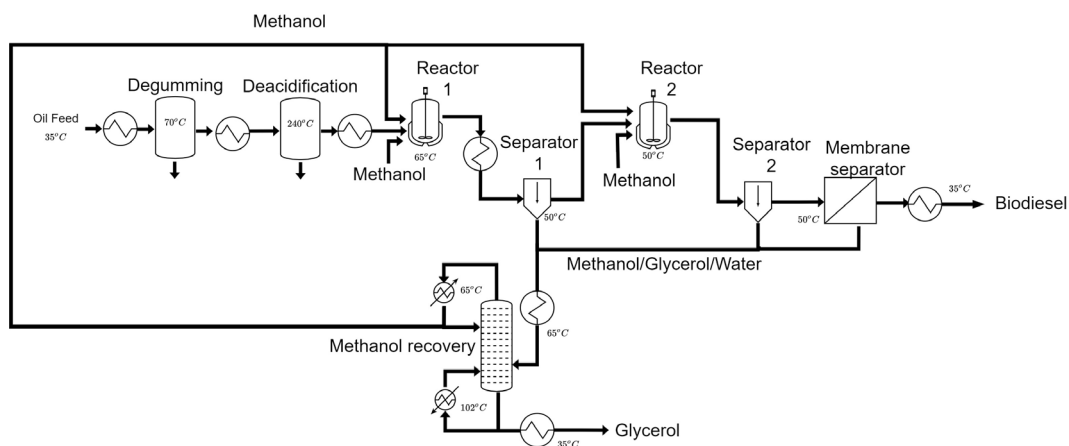 Methanol
Reactor
1
Reactor
2
Degumming
Deacidification
Oil Feed
35°C
70°C
240°C
65°C
50°C
Methanol
Methanol
Separator
1
50°C
Separator
2
Membrane
separator
50°C
35°C
Biodiesel
Methanol/Glycerol/Water
65°C
65°C
Methanol recovery
102°C
Glycerol
35°C